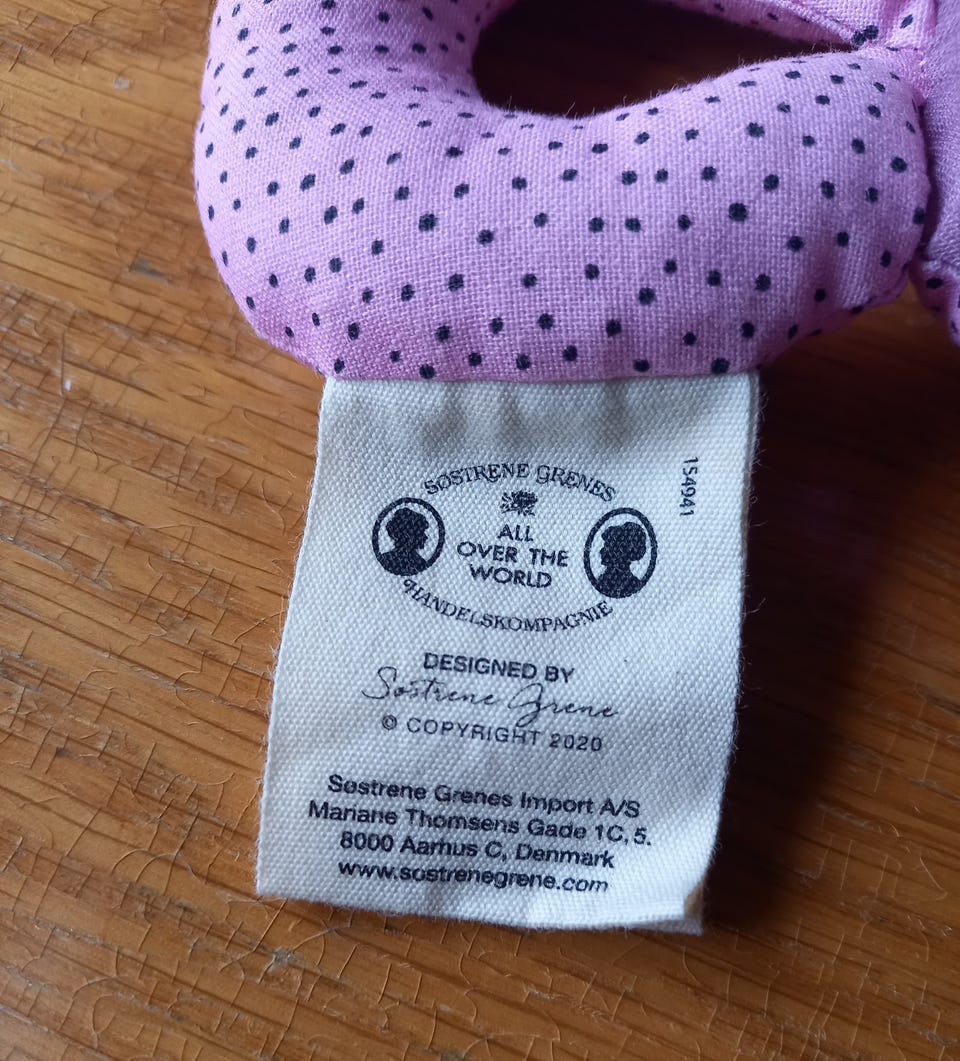 SØSTRENE GRENES
ALL
OVER THE
WORLD
HANDELSKOMPAGNIE
154941
DESIGNED BY
Søstrene Grene
© COPYRIGHT 2020
Søstrene Grenes Import A/S
Mariane Thomsens Gade 1C, 5.
8000 Aarhus C, Denmark
www.sostrenegrene.com